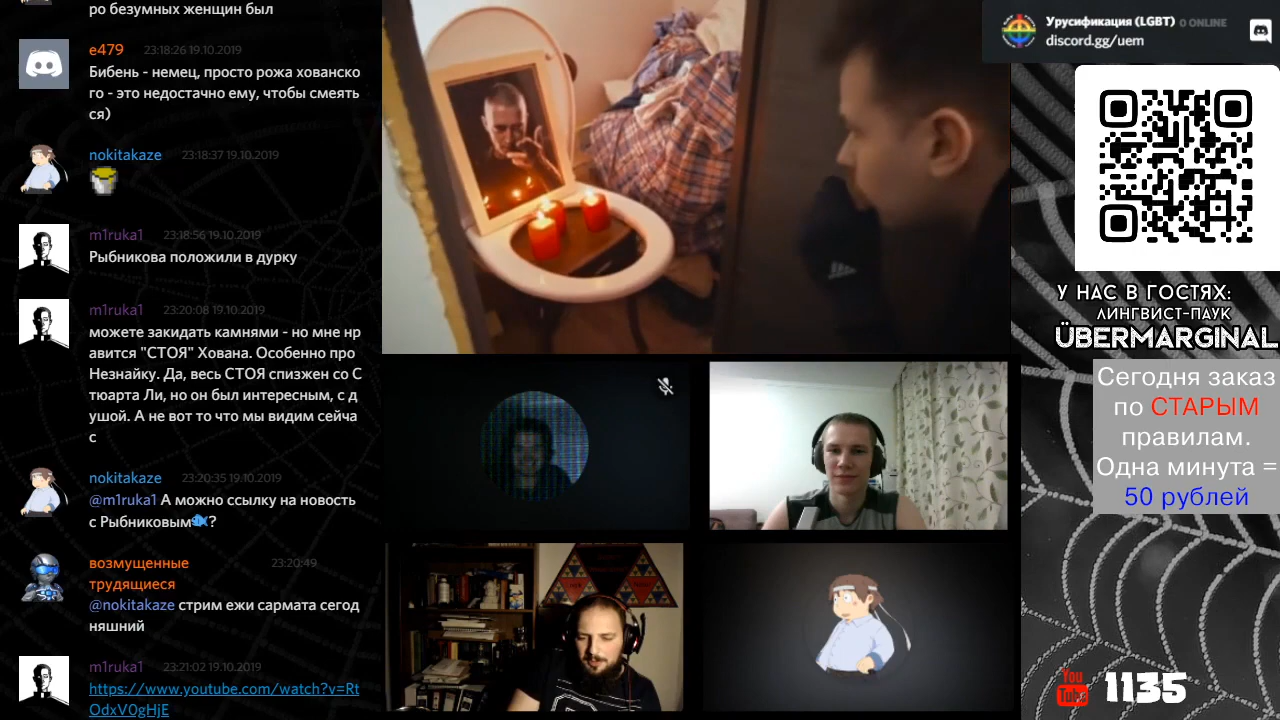 ро безумных женщин был
e479 23:18:26 19.10.2019
Бибень - немец, просто рожа хованско
го - это недостачно ему, чтобы смеять
ся)
nokitakaze 23:18:37 19.10.2019
m1ruka1 23:18:56 19.10.2019
Рыбникова положили в дурку
m1ruka1 23:20:08 19.10.2019
можете закидать камнями - но мне нр
авится "СТОЯ" Хована. Особенно про
Незнайку. Да, весь СТОЯ спизжен со С
тюарта Ли, но он был интересным, с д
ушой. А не вот то что мы видим сейча
с
nokitakaze 23:20:35 19.10.2019
@m1ruka1 А можно ссылку на новость
с Рыбниковым?
возмущенные 23:20:49
трудящиеся
@nokitakaze стрим ежи сармата сегод
няшний
m1ruka1 23:21:02 19.10.2019
https://www.youtube.com/watch?v=Rt
OdxV0gHjE
Урусификация (LGBT) 0 ONLINE
discord.gg/uem
У НАС В ГОСТЯХ:
ЛИНГВИСТ-ПАУК
ÜBERMARGINAL
Сегодня заказ
по СТАРЫМ
правилам.
Одна минута =
50 рублей
You
Tube 1135